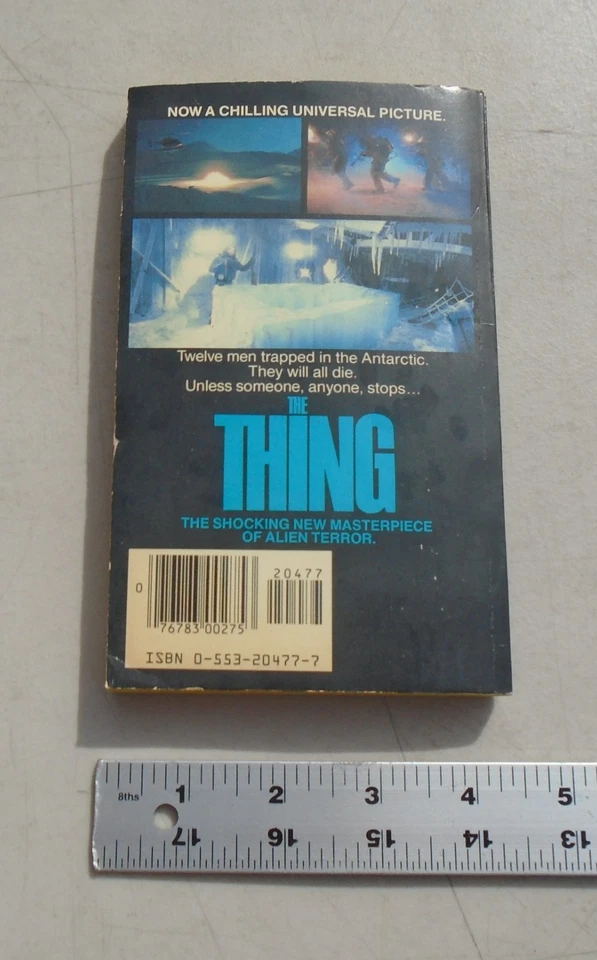 NOW A CHILLING UNIVERSAL PICTURE.
Twelve men trapped in the Antarctic.
They will all die.
Unless someone, anyone, stops...
THE
THING
THE SHOCKING NEW MASTERPIECE
OF ALIEN TERROR.
20477
0
76783 00275
ISBN 0-553-20477-7
8ths 1 2 3 4 5
17 16 15 14 13